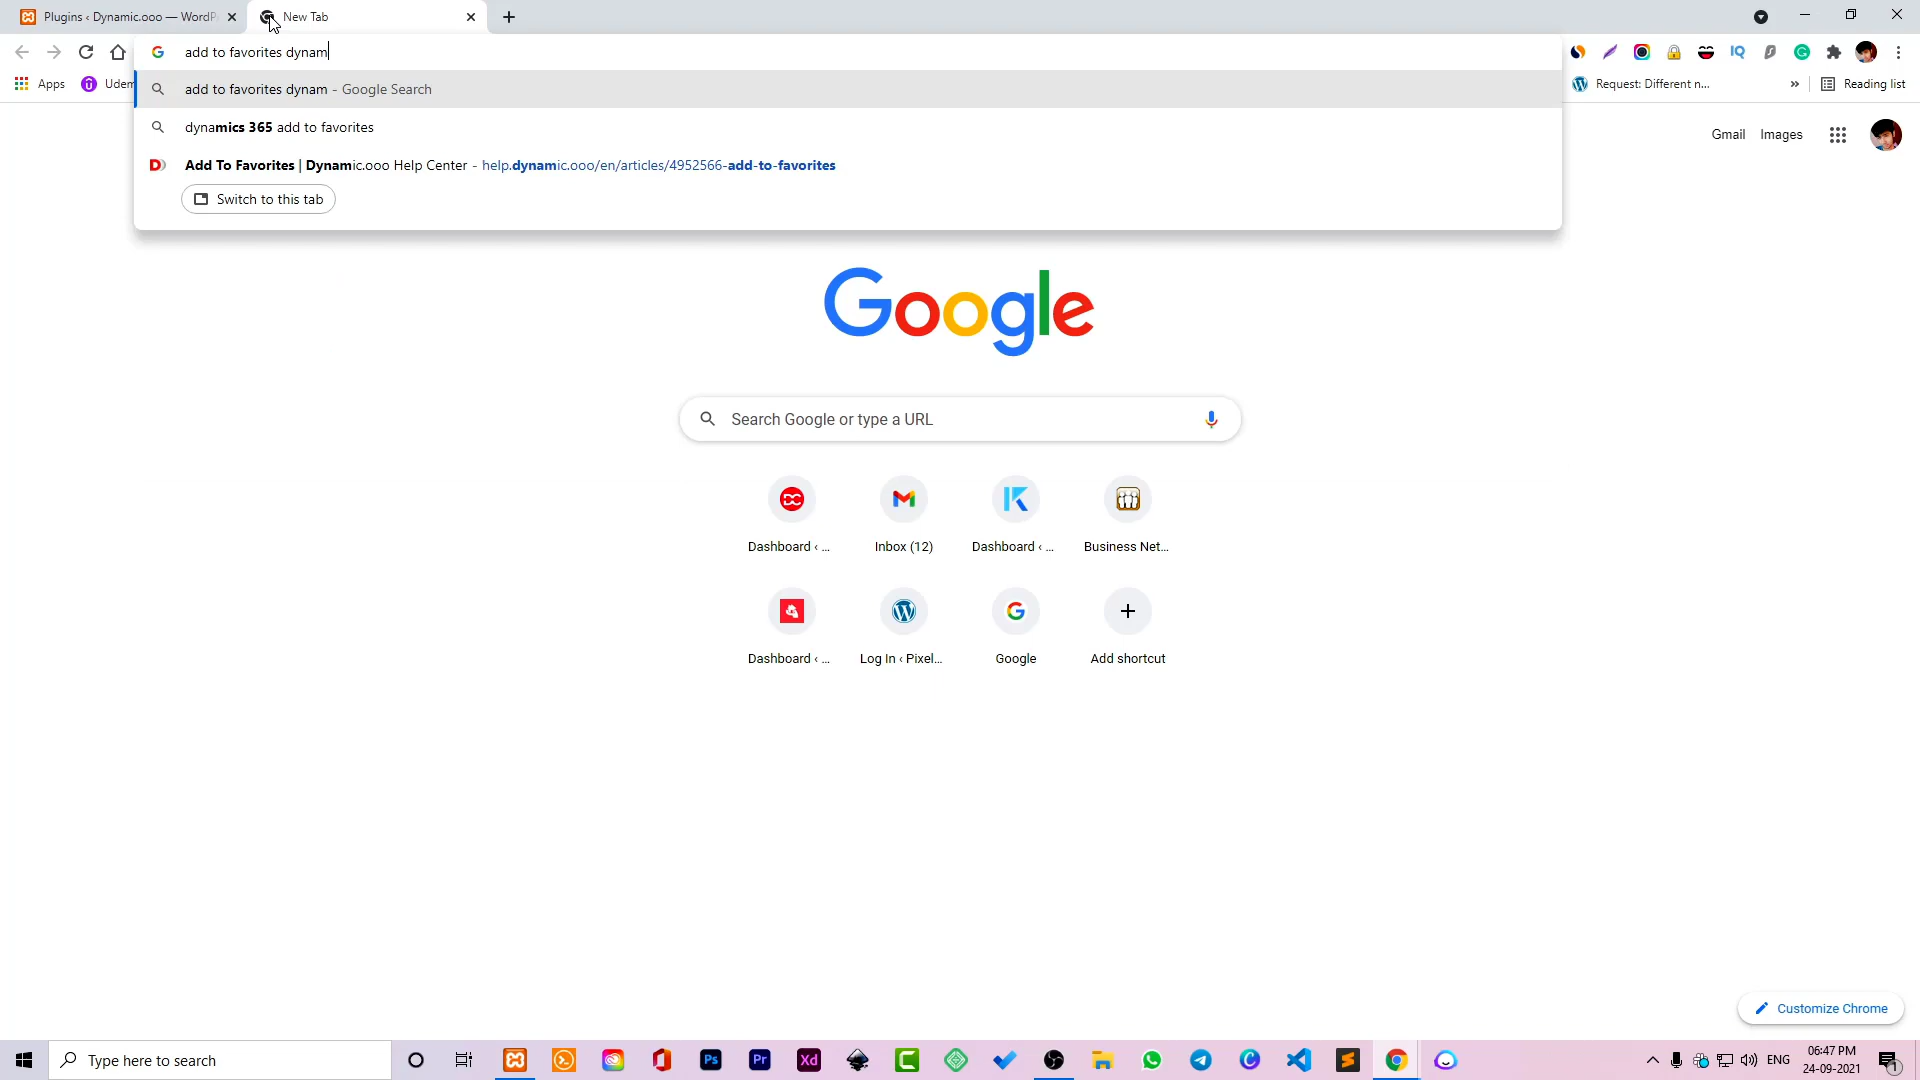 Plugins ‹ Dynamic.ooo — WordP
New Tab
add to favorites dynam
add to favorites dynam - Google Search
dynamics 365 add to favorites
Add To Favorites | Dynamic.ooo Help Center - help.dynamic.ooo/en/articles/4952566-add-to-favorites
Switch to this tab
Apps
Udem
Request: Different n...
»
Reading list
Gmail
Images
Google
Search Google or type a URL
Dashboard ‹ ...
Inbox (12)
Dashboard ‹ ...
Business Net...
Dashboard ‹ ...
Log In ‹ Pixel...
Google
Add shortcut
Customize Chrome
Type here to search
Ps
Pr
Xd
ENG
06:47 PM
24-09-2021
1